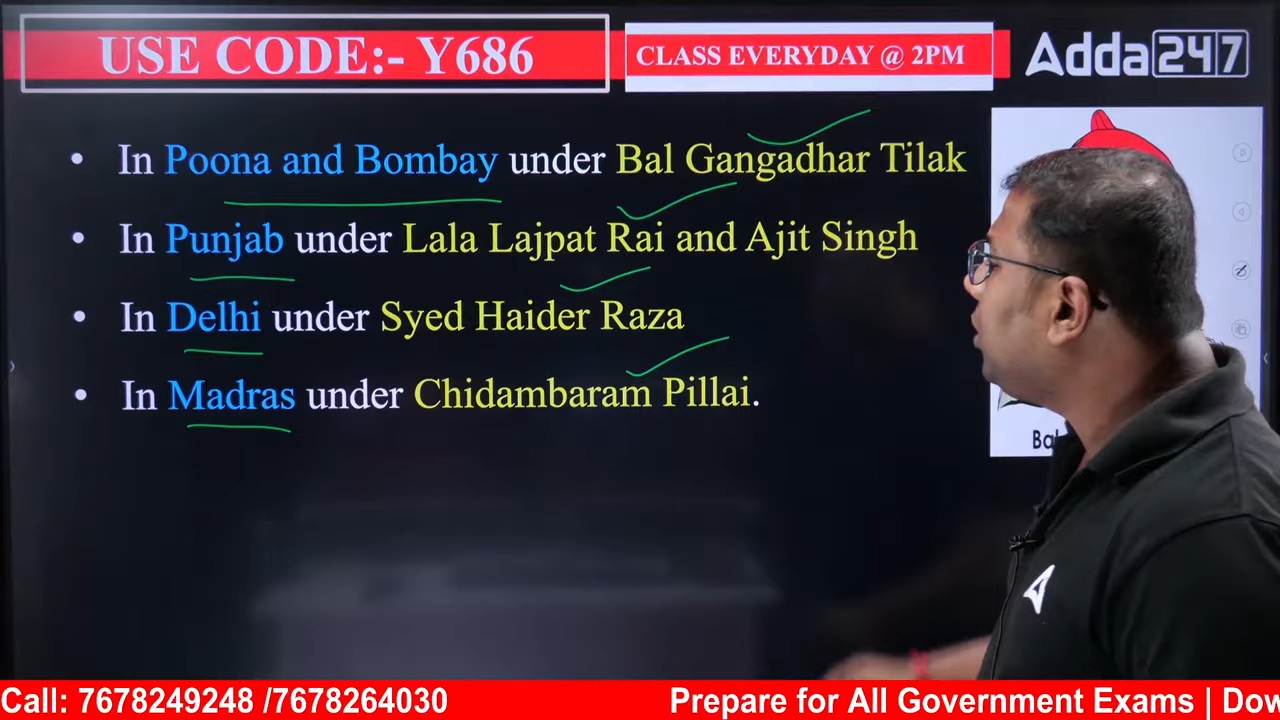 USE CODE:- Y686
CLASS EVERYDAY @ 2PM
Adda247
• In Poona and Bombay under Bal Gangadhar Tilak
• In Punjab under Lala Lajpat Rai and Ajit Singh
• In Delhi under Syed Haider Raza
• In Madras under Chidambaram Pillai.
Call: 7678249248 /7678264030
Prepare for All Government Exams |